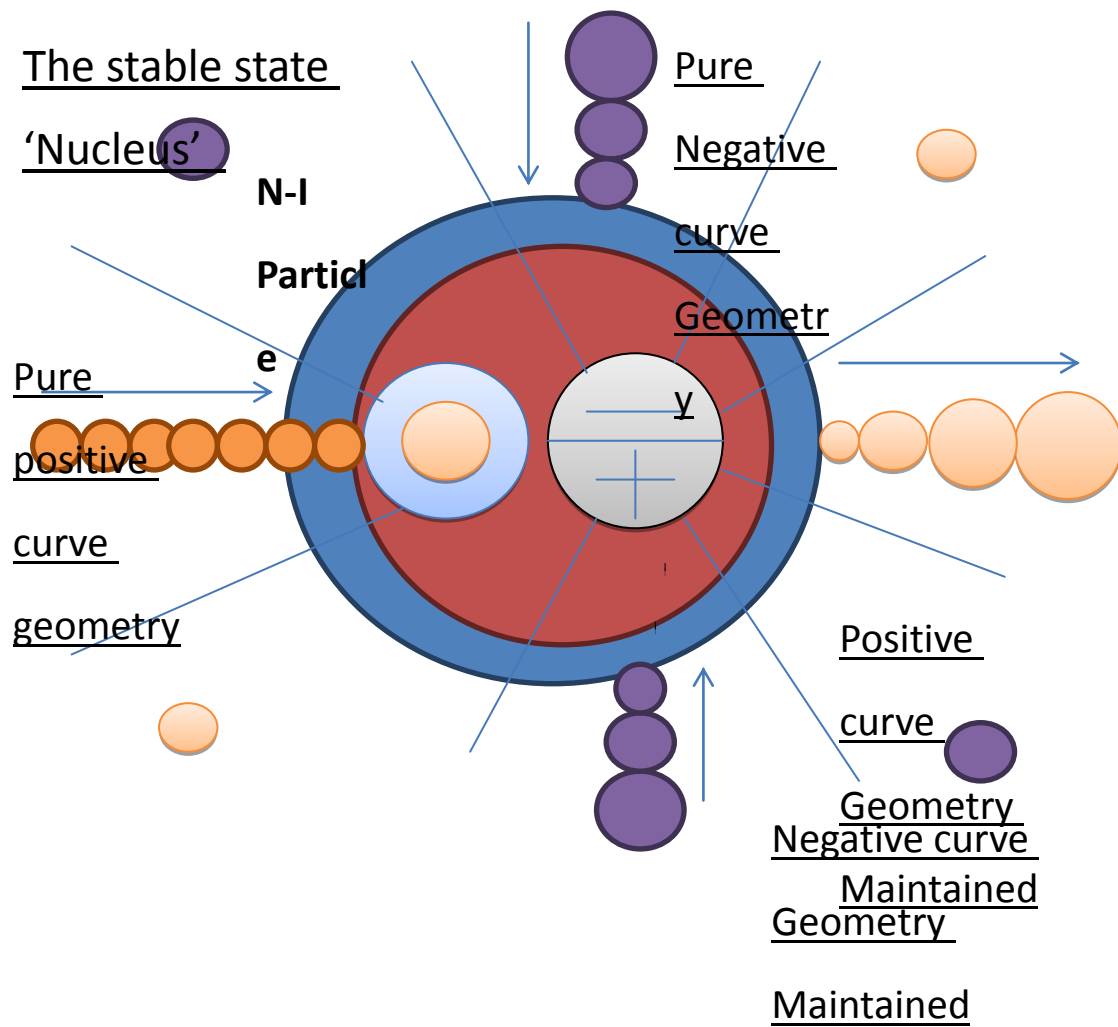 The stable state
‘Nucleus’
N-I
Particl
e
Pure
Negative
curve
Geometr
y
Pure
positive
curve
geometry
Positive
curve
Geometry
Maintained
Negative curve
Geometry
Maintained